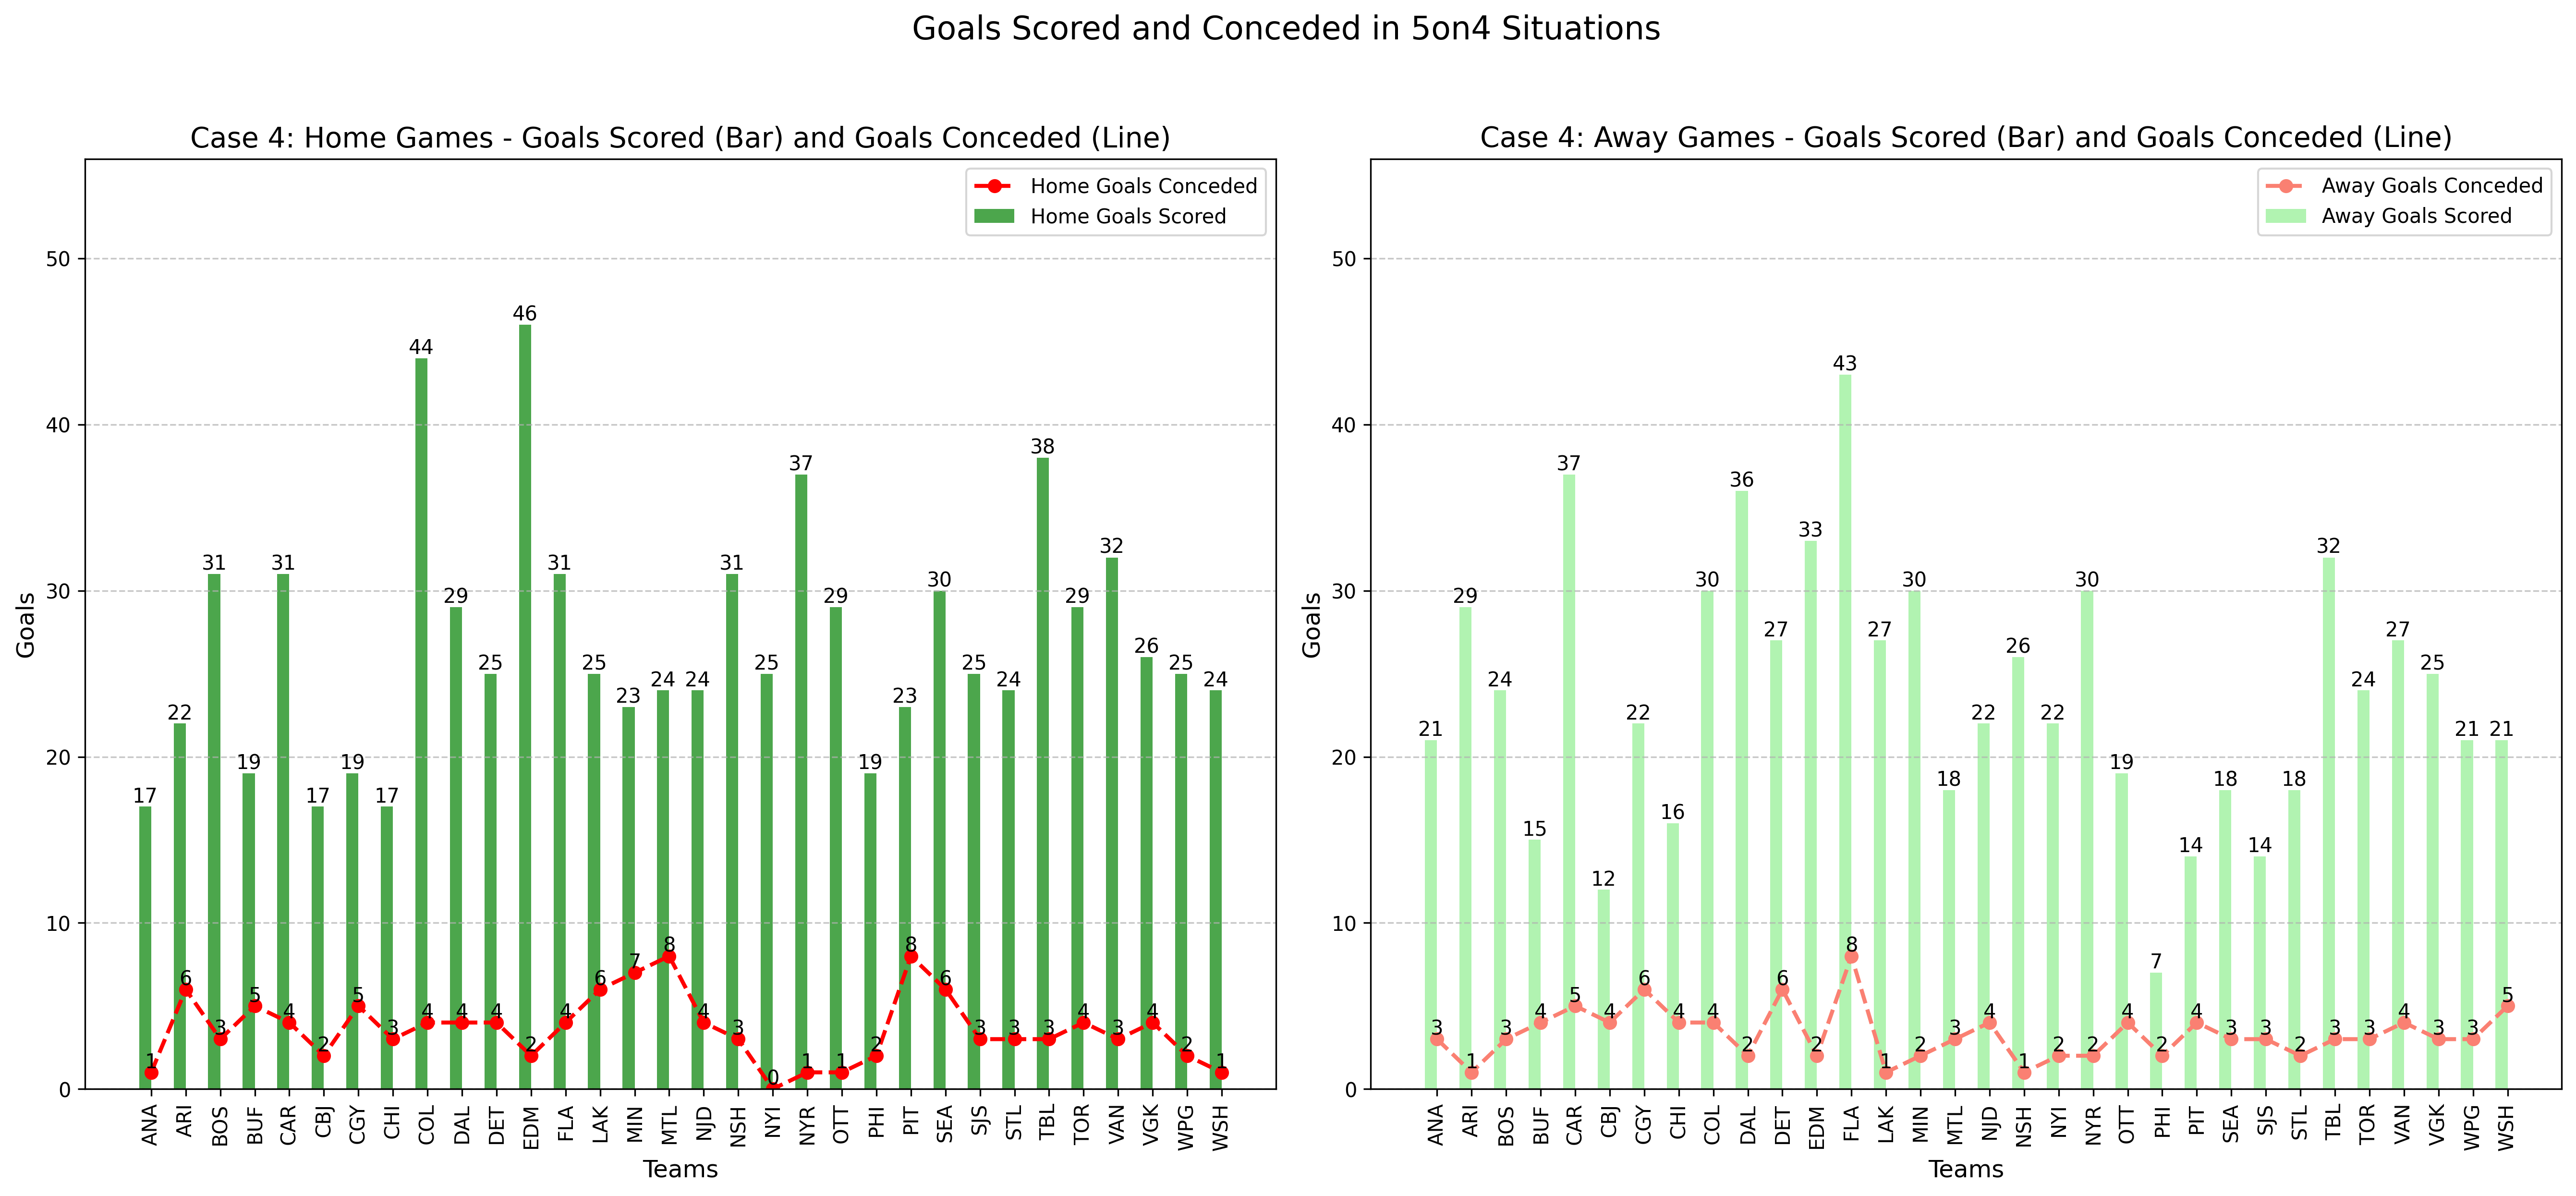 Goals Scored and Conceded in 5on4 Situations
Case 4: Home Games - Goals Scored (Bar) and Goals Conceded (Line)
Home Goals Conceded
Home Goals Scored
Goals
50
40
30
20
10
0
17 22 31 19 31 17 19 17 44 29 25 46 31 25 23 24 24 31 25 37 29 19 23 30 25 24 38 29 32 26 25 24
1 6 3 5 4 2 5 3 4 4 4 2 4 6 7 8 4 3 0 1 1 2 8 6 3 3 3 4 3 4 2 1
ANA ARI BOS BUF CAR CBJ CGY CHI COL DAL DET EDM FLA LAK MIN MTL NJD NSH NYI NYR OTT PHI PIT SEA SJS STL TBL TOR VAN VGK WPG WSH
Teams
Case 4: Away Games - Goals Scored (Bar) and Goals Conceded (Line)
Away Goals Conceded
Away Goals Scored
Goals
50
40
30
20
10
0
21 29 24 15 37 12 22 16 30 36 27 33 43 27 30 18 22 26 22 30 19 7 14 18 14 18 32 24 27 25 21 21
3 1 3 4 5 4 6 4 4 2 6 2 8 1 2 3 4 1 2 2 4 2 4 3 3 2 3 3 4 3 3 5
ANA ARI BOS BUF CAR CBJ CGY CHI COL DAL DET EDM FLA LAK MIN MTL NJD NSH NYI NYR OTT PHI PIT SEA SJS STL TBL TOR VAN VGK WPG WSH
Teams